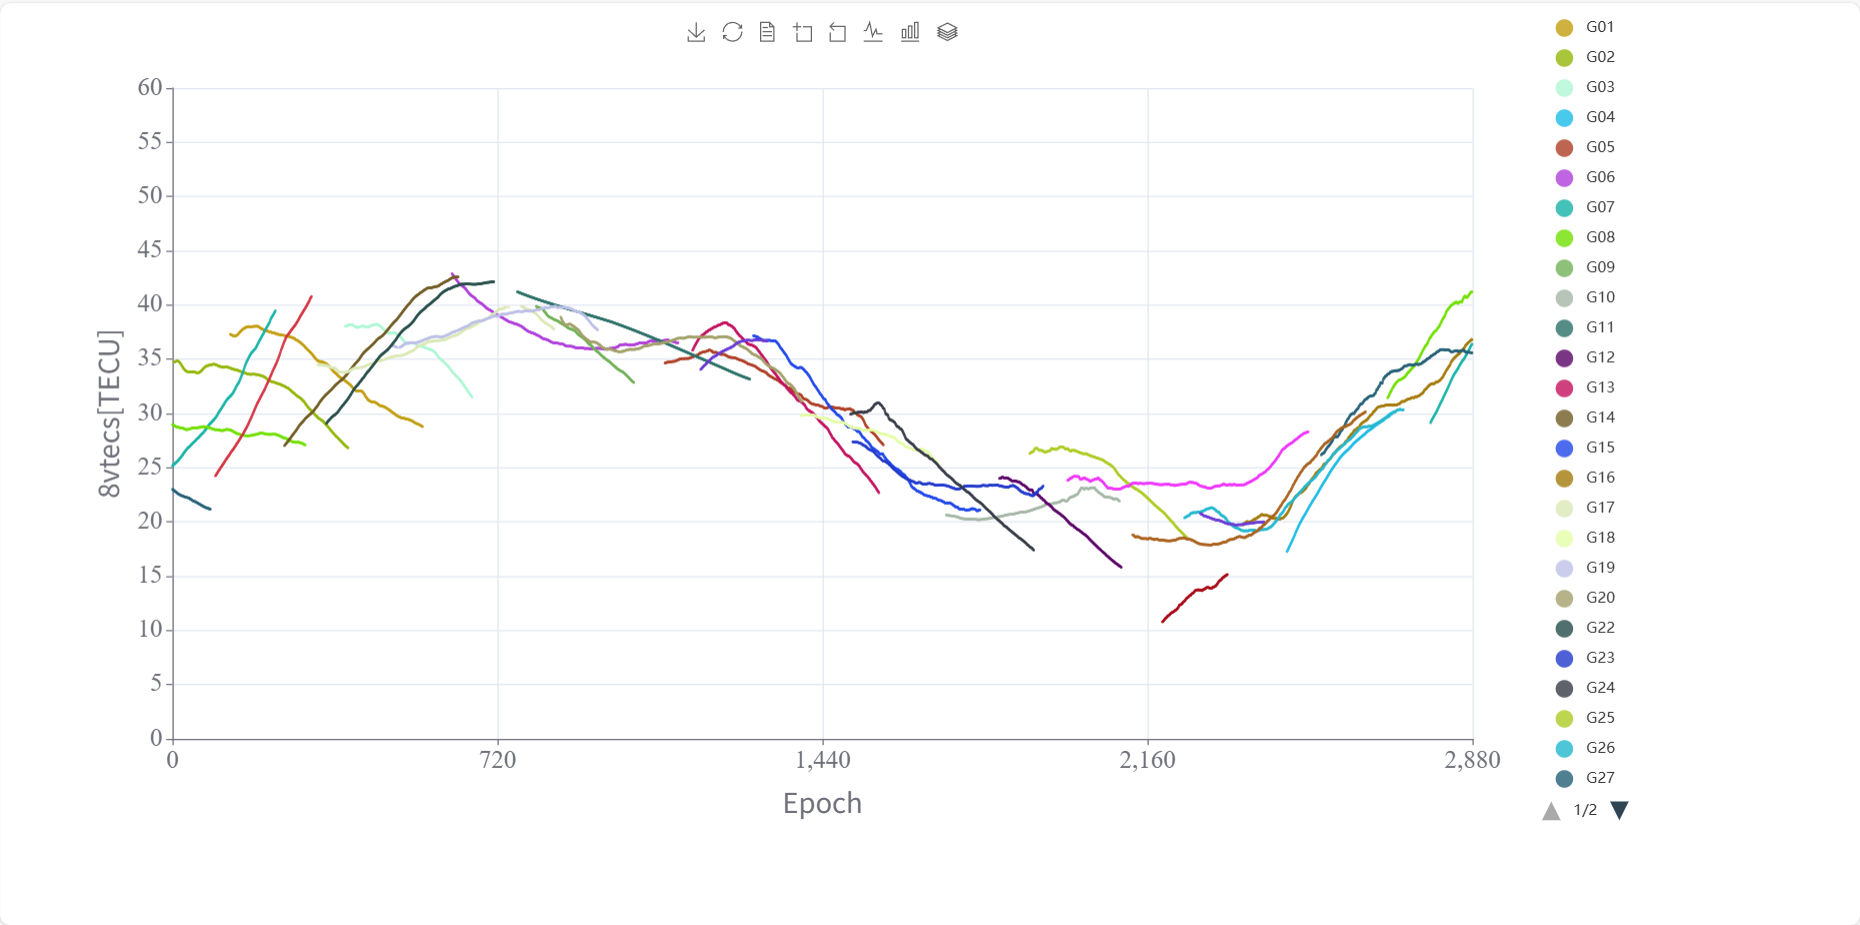 60
55
50
45
40
35
30
25
20
15
10
5
0
8vtecs[TECU]
0 720 1,440 2,160 2,880
Epoch
G01
G02
G03
G04
G05
G06
G07
G08
G09
G10
G11
G12
G13
G14
G15
G16
G17
G18
G19
G20
G22
G23
G24
G25
G26
G27
1/2